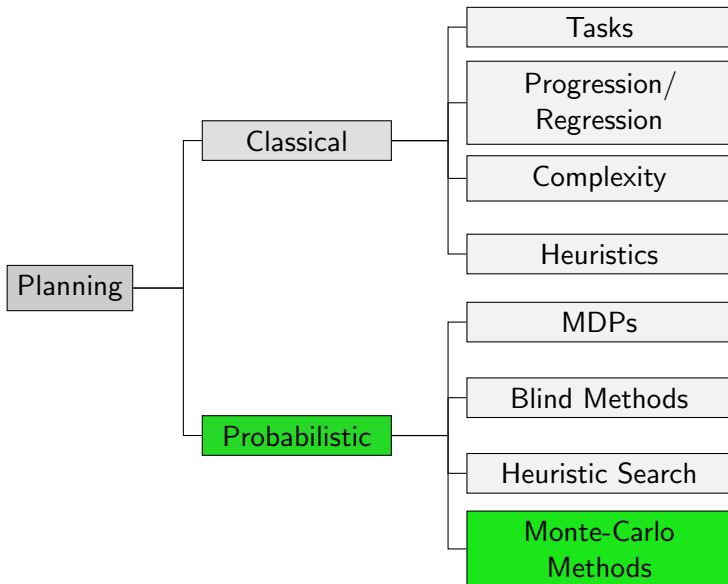 Tasks
Progression/
Regression
Classical
Complexity
Heuristics
Planning
MDPs
Blind Methods
Probabilistic
Heuristic Search
Monte-Carlo
Methods